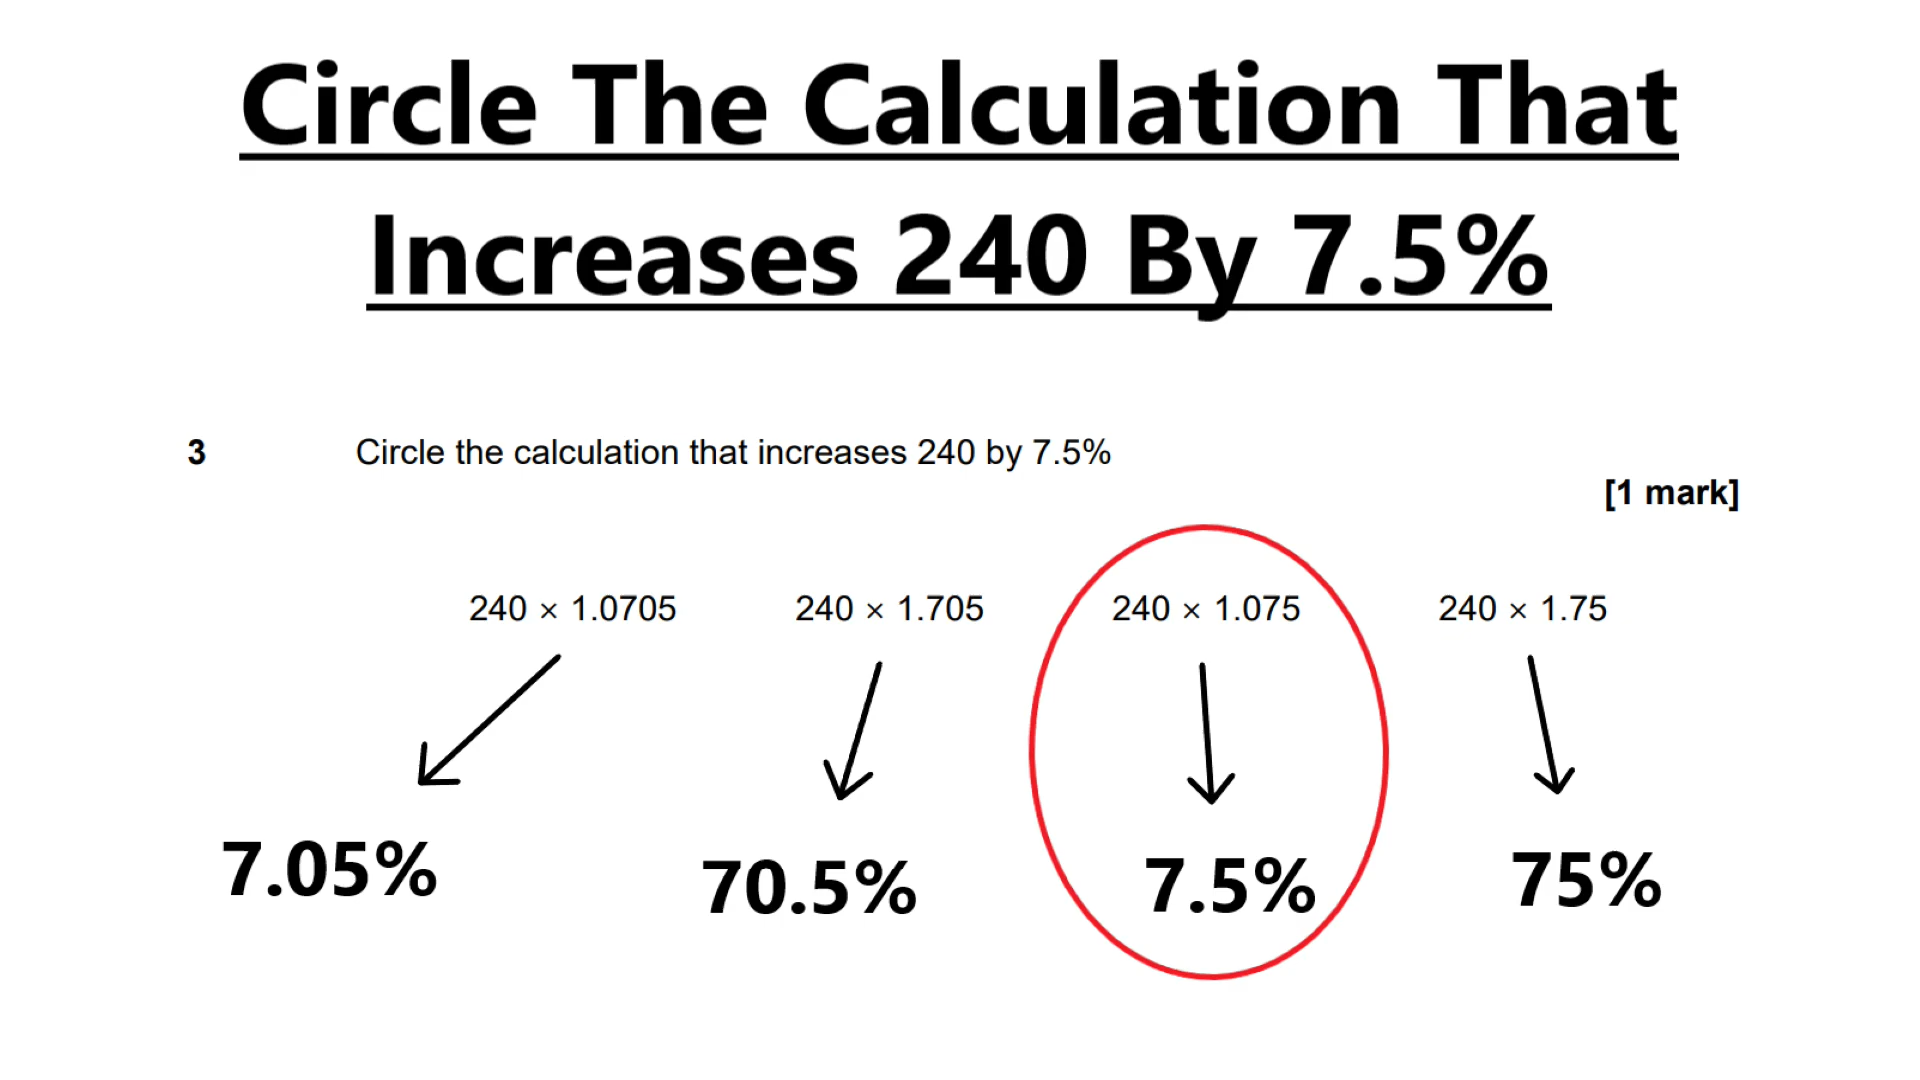 Circle The Calculation That
Increases 240 By 7.5%
3 Circle the calculation that increases 240 by 7.5%
[1 mark]
240 × 1.0705 240 × 1.705 240 × 1.075 240 × 1.75
7.05% 70.5% 7.5% 75%